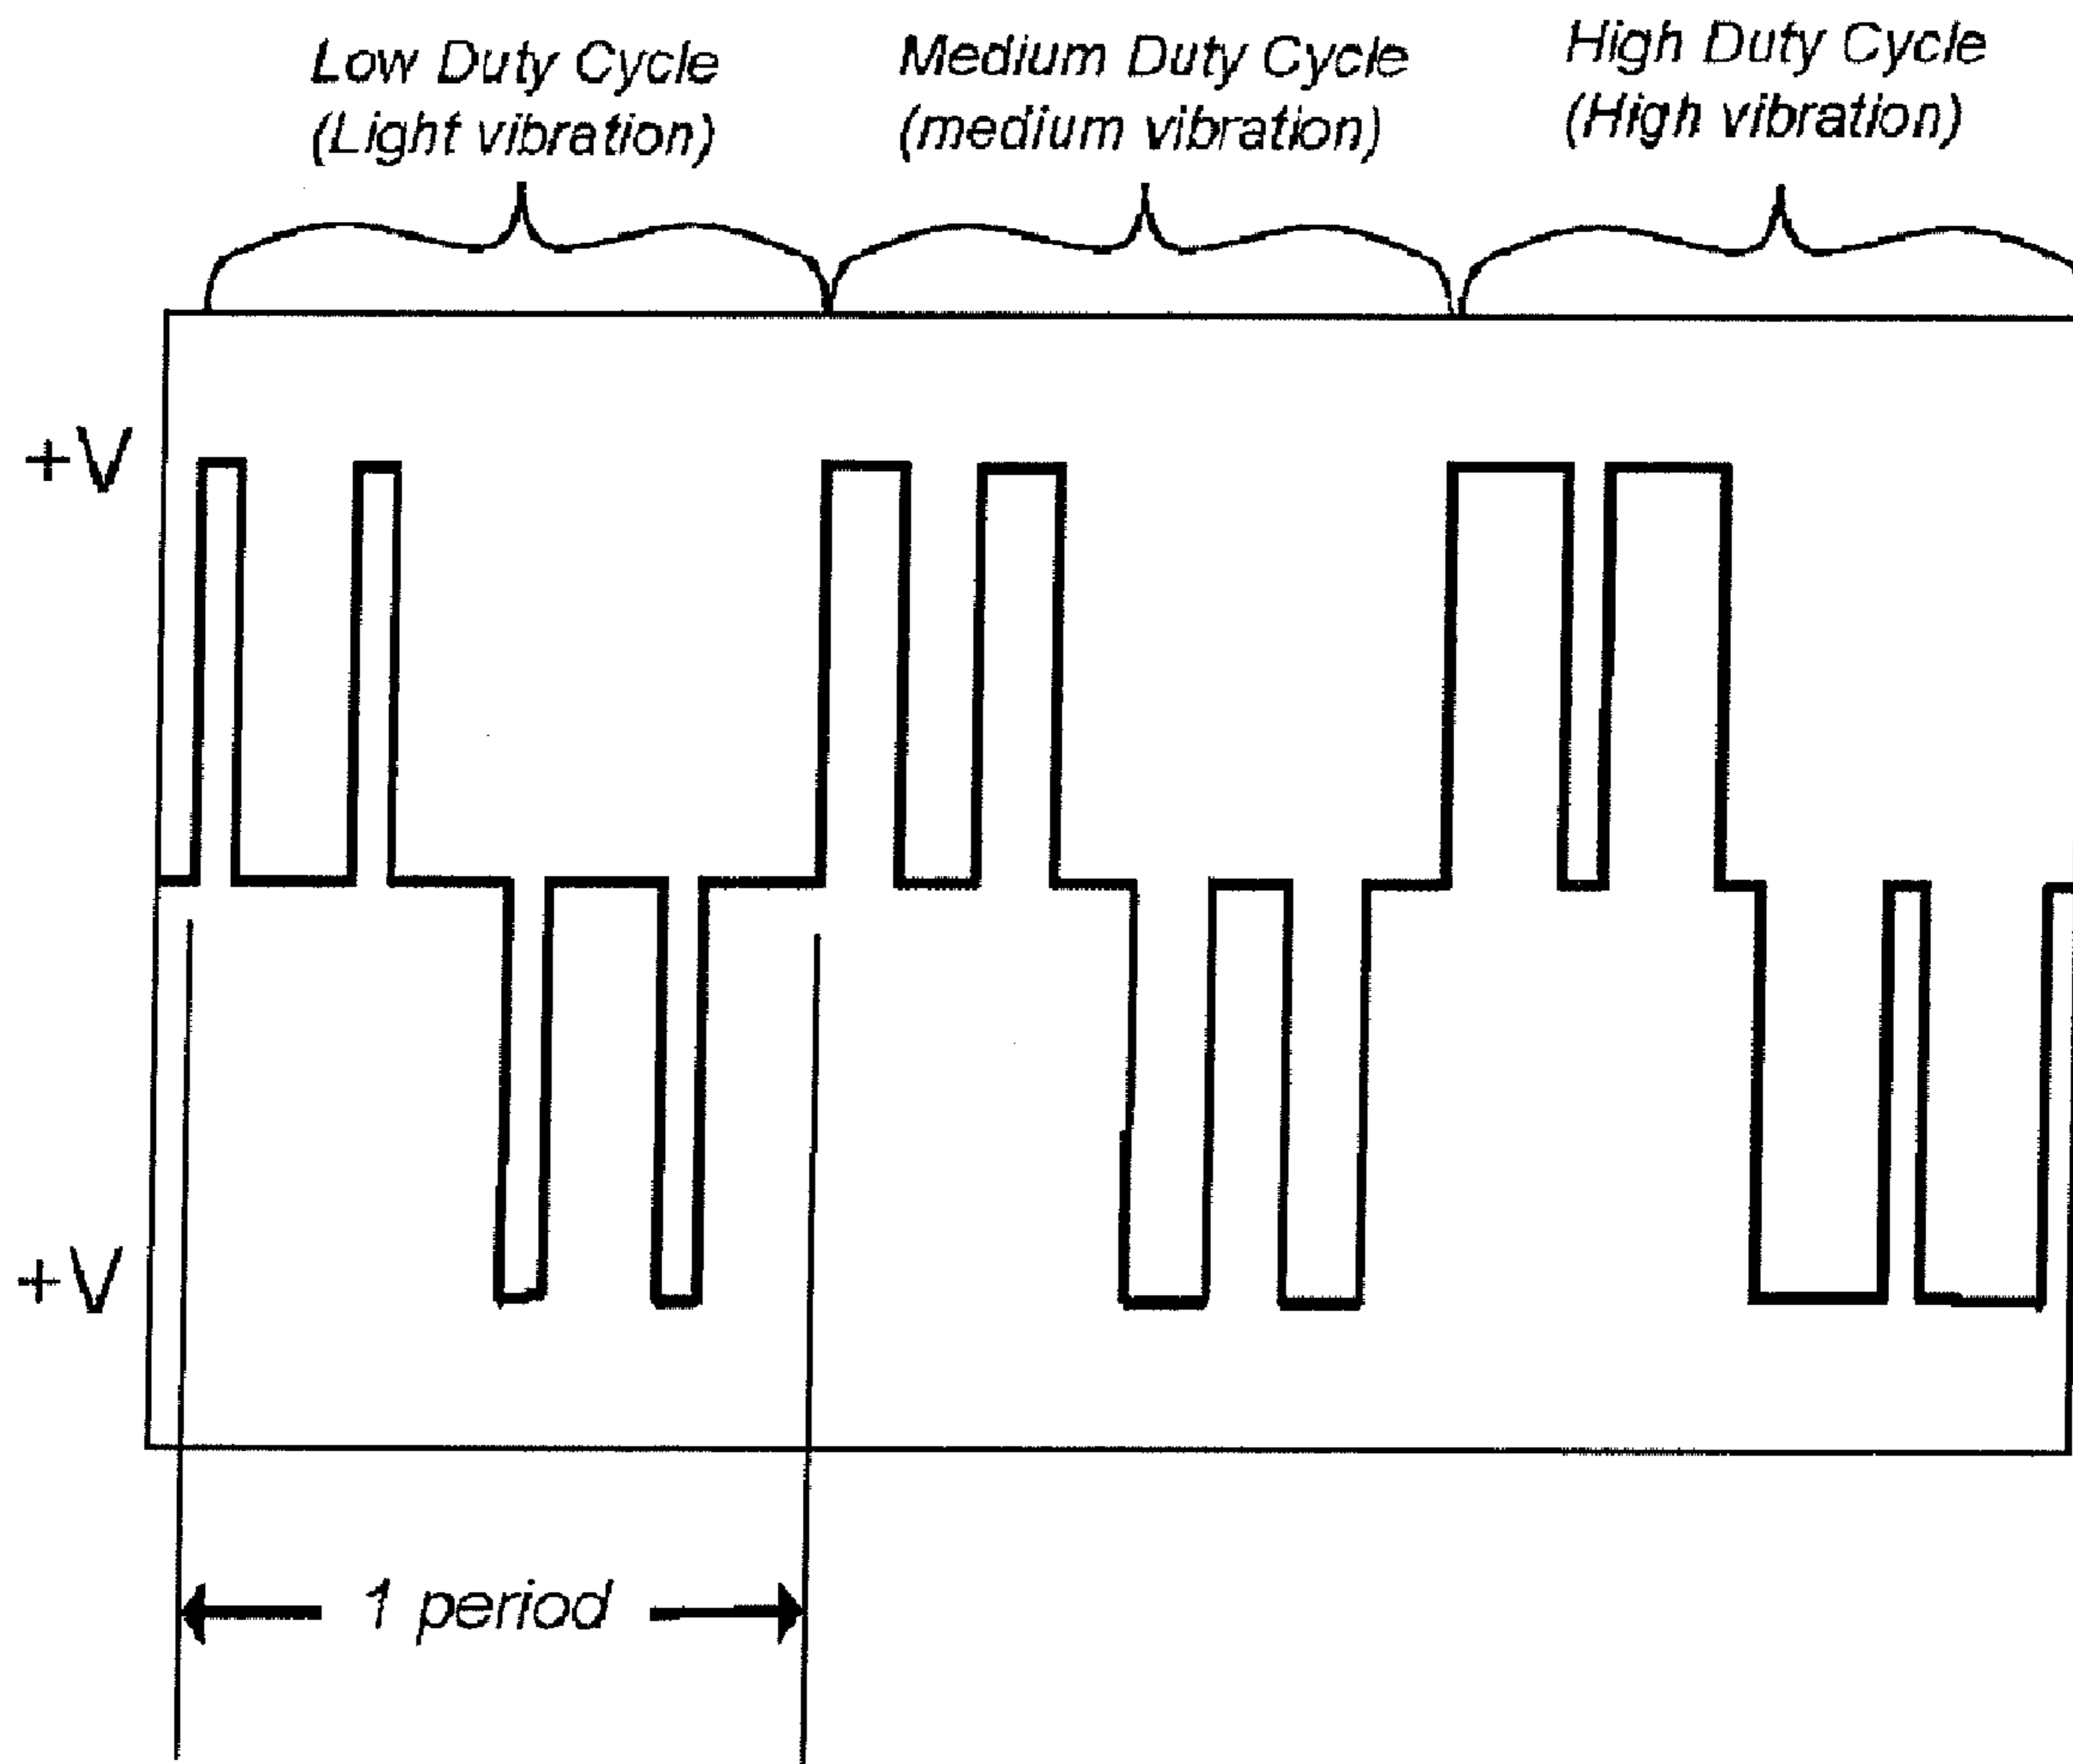 Low Duty Cycle
(Light vibration)
Medium Duty Cycle
(medium vibration)
High Duty Cycle
(High vibration)
+V
+V
1 period